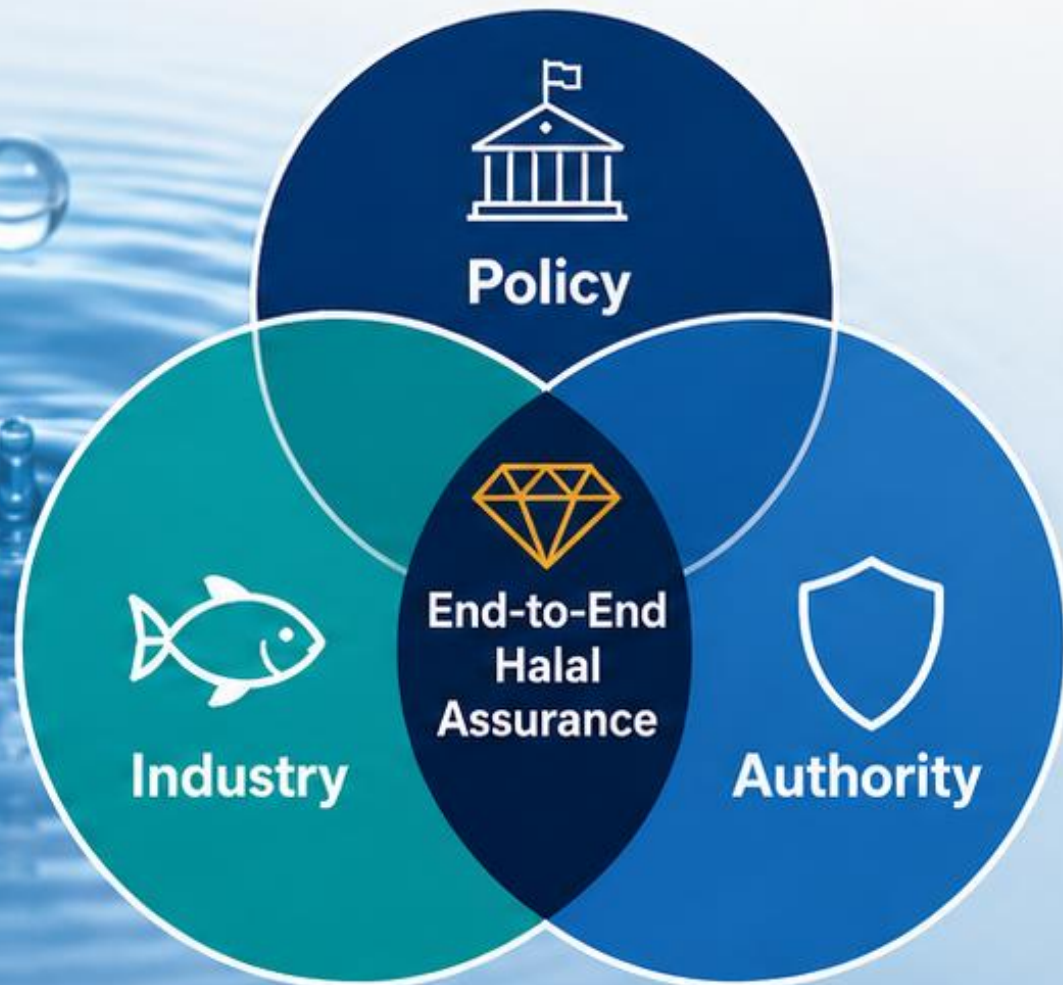 Policy
End-to-End
Halal
Assurance
Industry
Authority